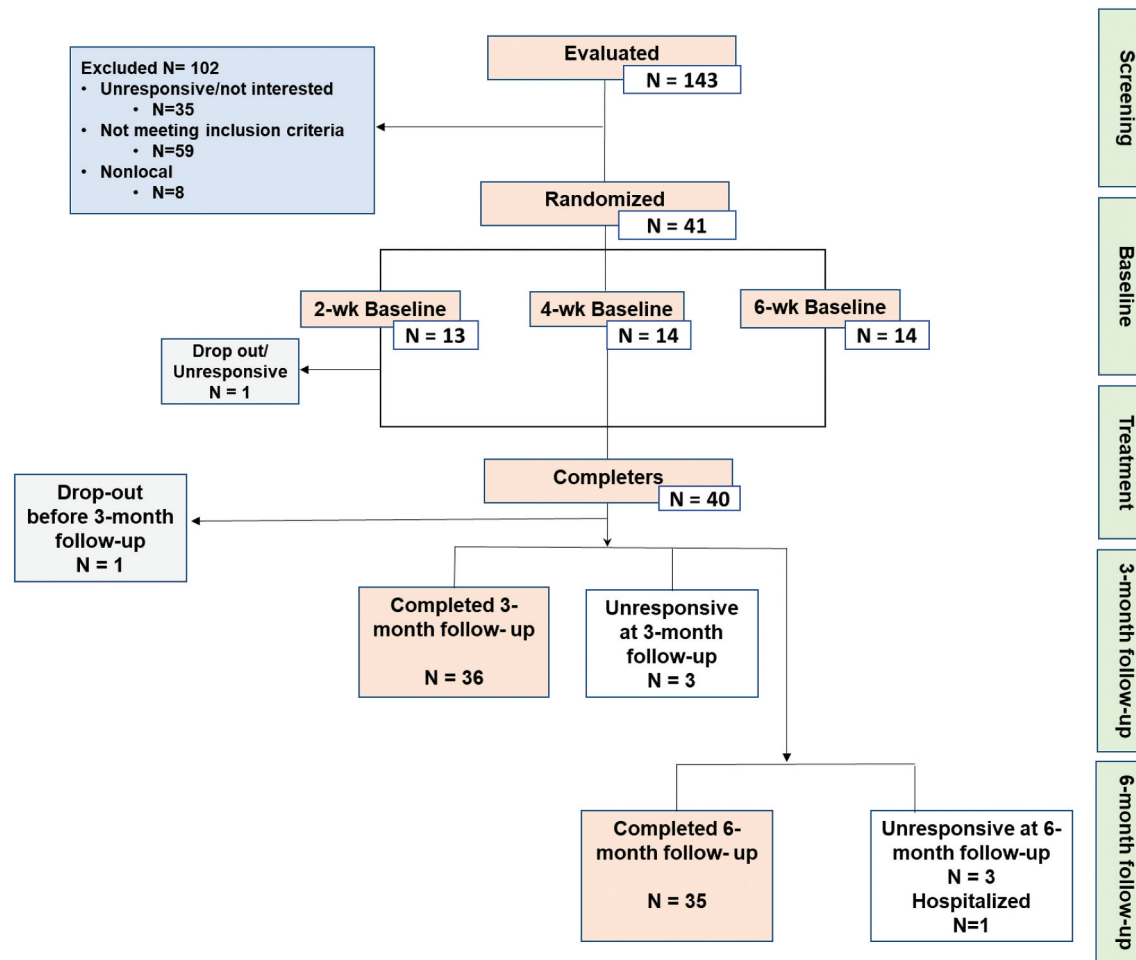 Evaluated
N = 143
Excluded N= 102
• Unresponsive/not interested
• N=35
• Not meeting inclusion criteria
• N=59
• Nonlocal
• N=8
Screening
Randomized
N = 41
2-wk Baseline
N = 13
4-wk Baseline
N = 14
6-wk Baseline
N = 14
Baseline
Drop out/
Unresponsive
N = 1
Completers
N = 40
Treatment
Drop-out
before 3-month
follow-up
N = 1
Completed 3-
month follow- up
N = 36
Unresponsive
at 3-month
follow-up
N = 3
3-month follow-up
Completed 6-
month follow- up
N = 35
Unresponsive at 6-
month follow-up
N = 3
Hospitalized
N=1
6-month follow-up